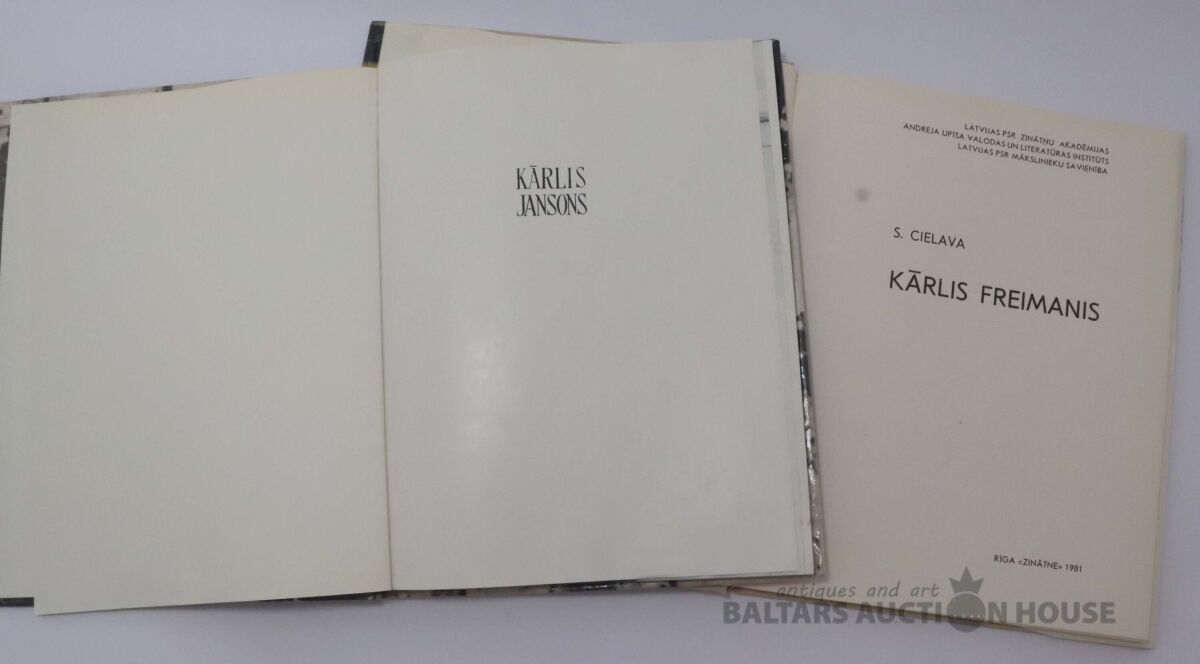 KĀRLIS
JANSONS
LATVIJAS PSR ZINĀTŅU AKADĒMIJAS
ANDREJA UPĪŠA VALODAS UN LITERATŪRAS INSTITŪTS
LATVIJAS PSR MĀKSLINIEKU SAVIENĪBA
S. CIELAVA
KĀRLIS FREIMANIS
RĪGA «ZINĀTNE» 1981
antiques and art
BALTARS AUCTION HOUSE